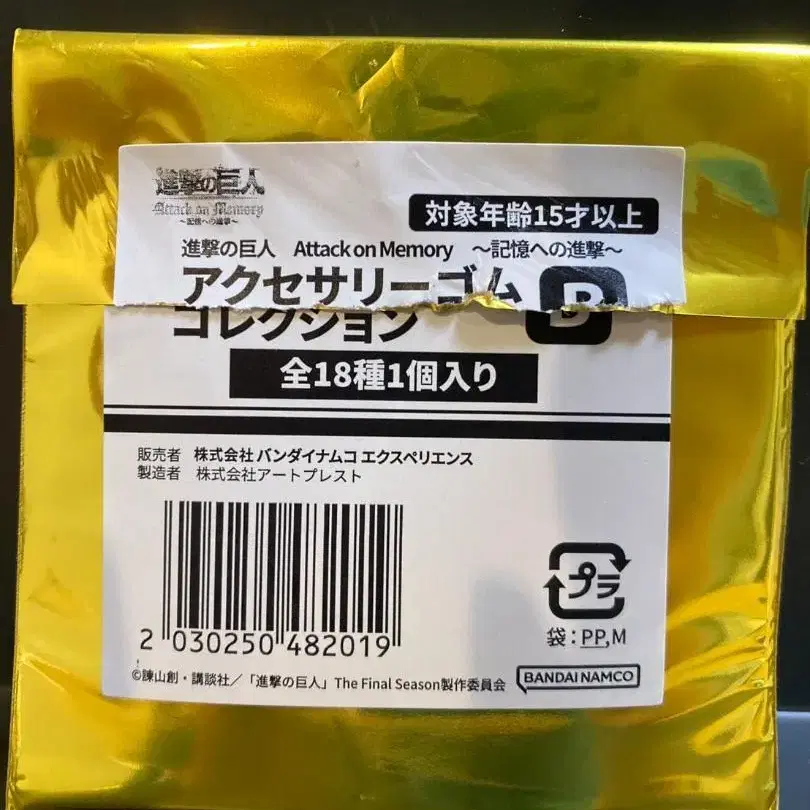 進撃の巨人
Attack on Memory
〜記憶への進撃〜
対象年齢15才以上
進撃の巨人 Attack on Memory 〜記憶への進撃〜
アクセサリーゴム
コレクション
B
全18種1個入り
販売者 株式会社 バンダイナムコ エクスペリエンス
製造者 株式会社アートプレスト
2 030250 482019
プラ
袋：PP,M
©諫山創・講談社／「進撃の巨人」The Final Season製作委員会
BANDAI NAMCO